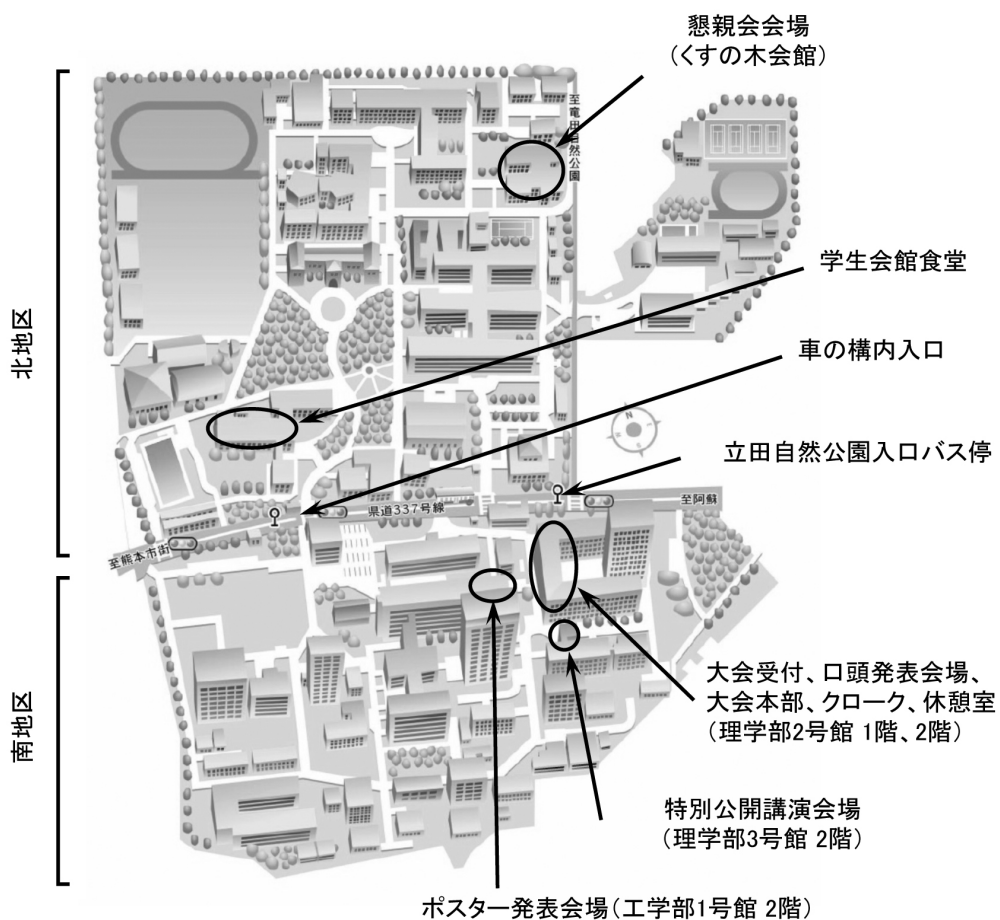 懇親会会場
（くすの木会館）
至竜田自然公園
学生会館食堂
車の構内入口
北地区
N
立田自然公園入口バス停
至阿蘇
県道337号線
至熊本市街
大会受付、口頭発表会場、
大会本部、クローク、休憩室
（理学部2号館 1階、2階）
南地区
特別公開講演会場
（理学部3号館 2階）
ポスター発表会場（工学部1号館 2階）